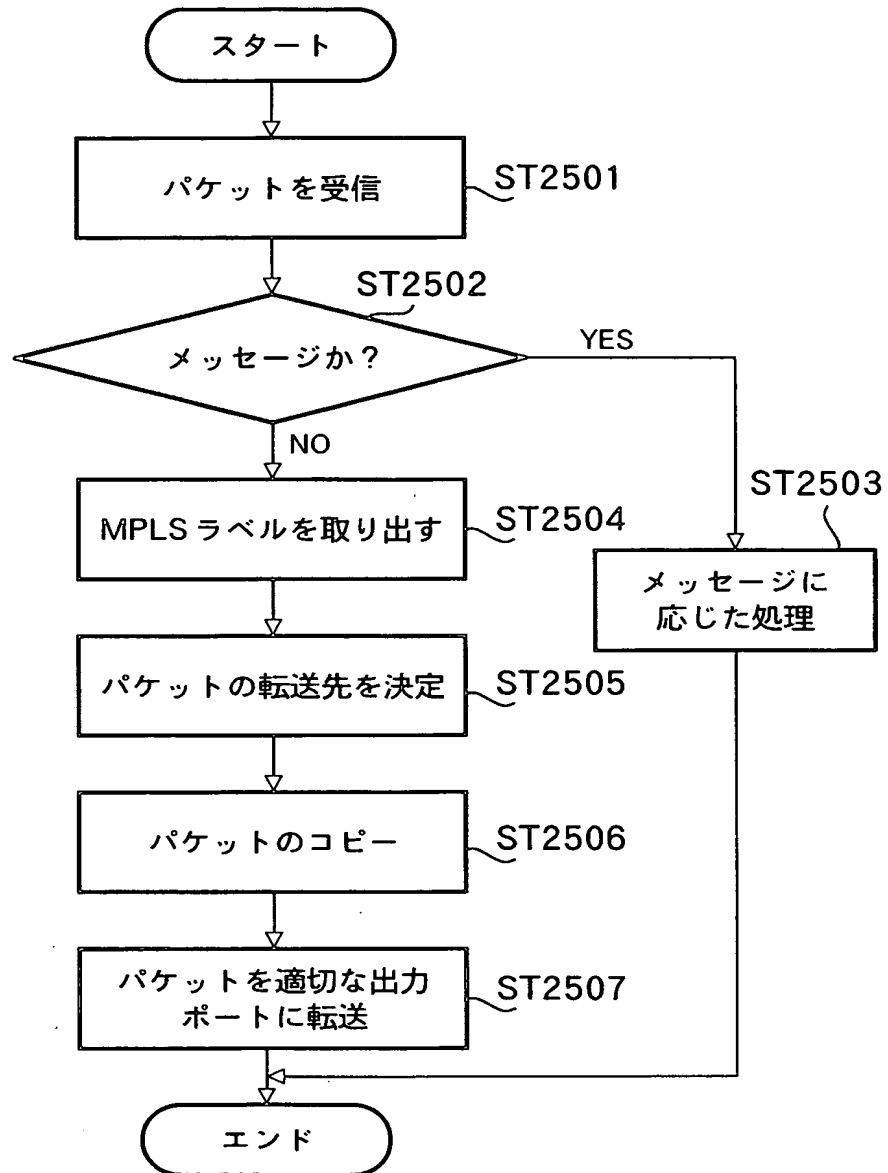 スタート
パケットを受信
ST2501
ST2502
メッセージか？
YES
NO
ST2503
MPLSラベルを取り出す
ST2504
メッセージに
応じた処理
パケットの転送先を決定
ST2505
パケットのコピー
ST2506
パケットを適切な出力
ポートに転送
ST2507
エンド